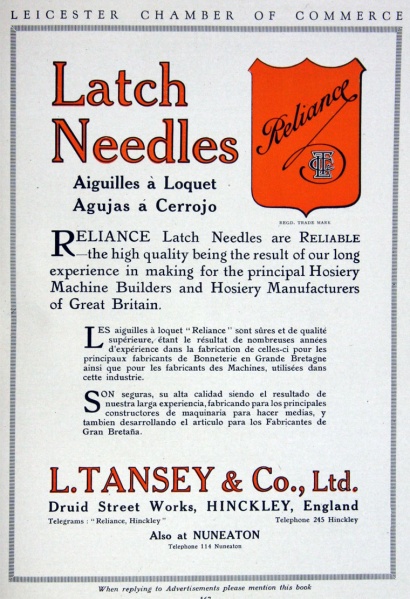 LEICESTER CHAMBER OF COMMERCE
Latch
Needles
Aiguilles à Loquet
Agujas á Cerrojo
Reliance
REGD. TRADE MARK
RELIANCE Latch Needles are RELIABLE
—the high quality being the result of our long
experience in making for the principal Hosiery
Machine Builders and Hosiery Manufacturers
of Great Britain.
LES aiguilles à loquet "Reliance" sont sûres et de qualité
supérieure, étant le résultat de nombreuses années
d'expérience dans la fabrication de celles-ci pour les
principaux fabricants de Bonneterie en Grande Bretagne
ainsi que pour les fabricants des Machines, utilisées dans
cette industrie.
SON seguras, su alta calidad siendo el resultado de
nuestra larga experiencia, fabricando para los principales
constructores de maquinaria para hacer medias, y
tambien desarrollando el articulo para los Fabricantes de
Gran Bretaña.
L. TANSEY & Co., Ltd.
Druid Street Works, HINCKLEY, England
Telegrams: "Reliance, Hinckley" Telephone 245 Hinckley
Also at NUNEATON
Telephone 114 Nuneaton
When replying to Advertisements please mention this book